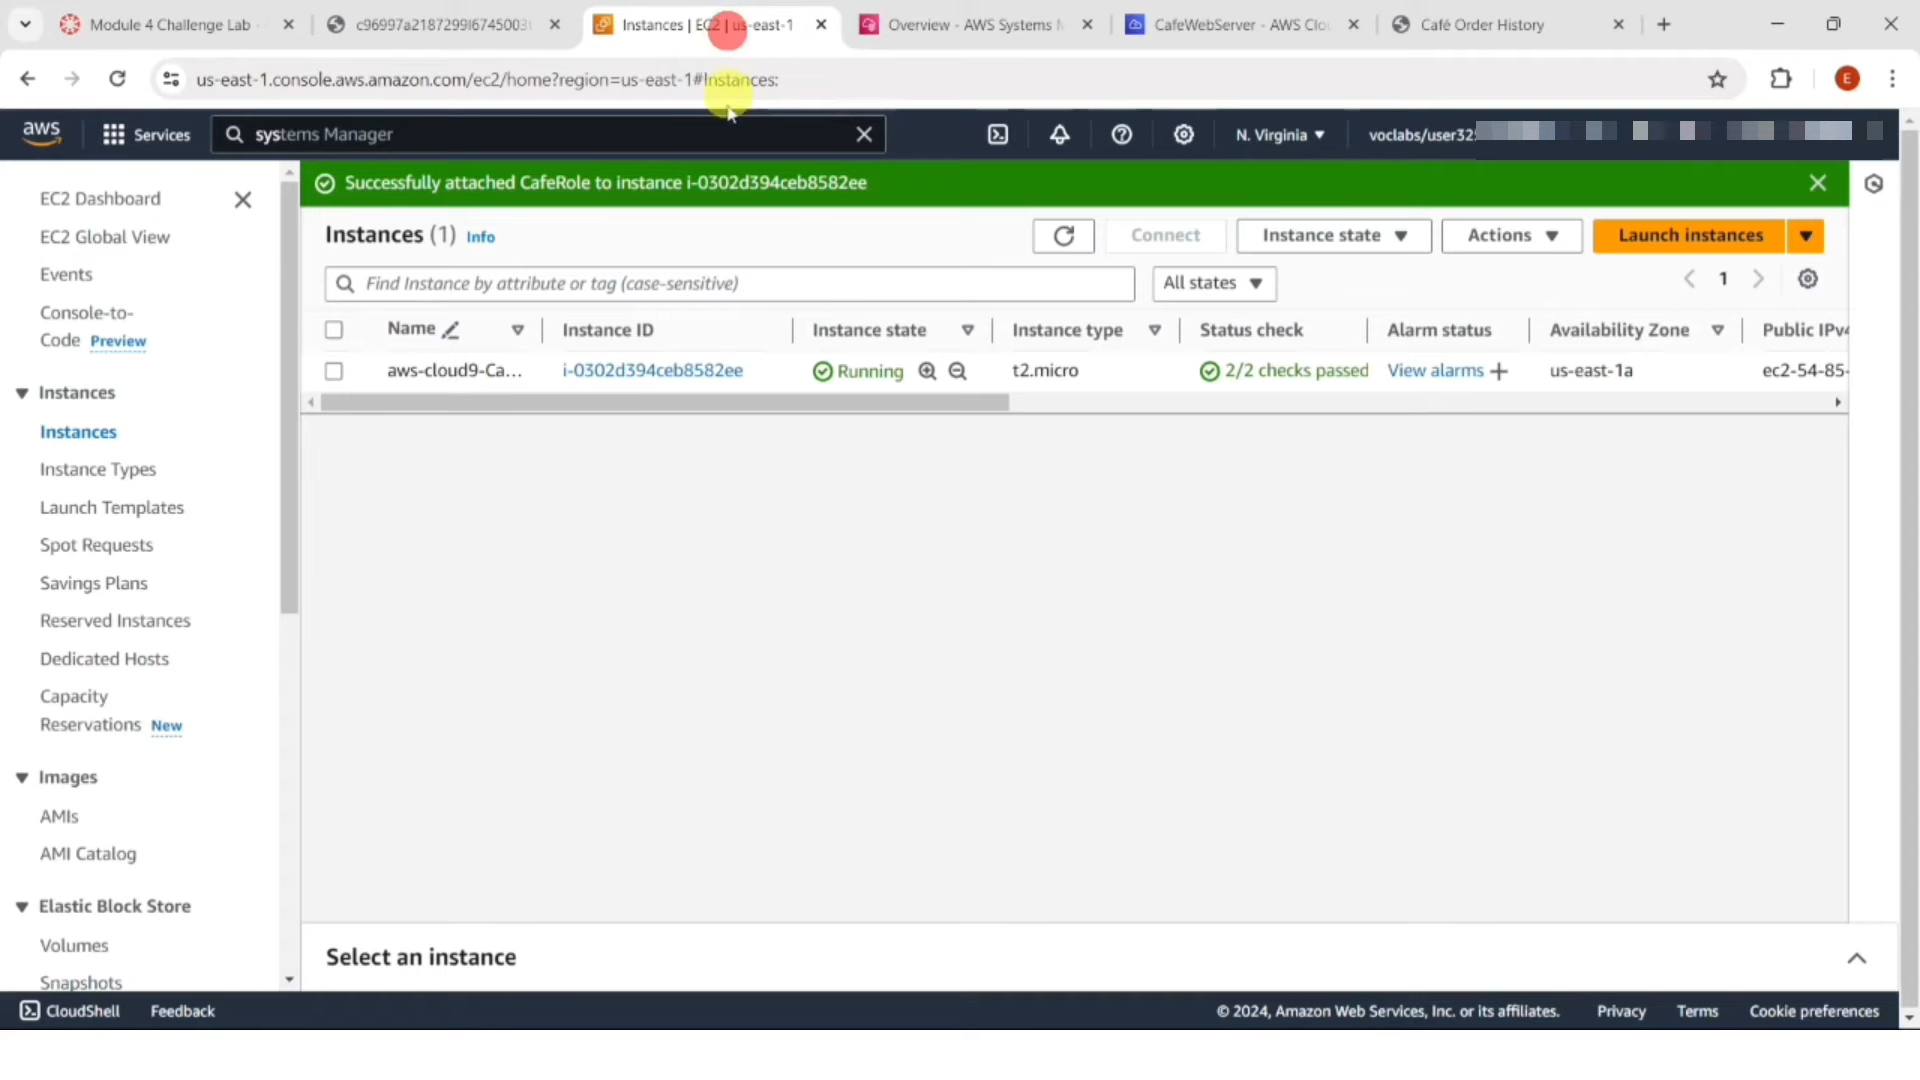 Module 4 Challenge Lab
c96997a2187299l6745003
Instances | EC2 | us-east-1
Overview - AWS Systems
CafeWebServer - AWS Clo
Café Order History
us-east-1.console.aws.amazon.com/ec2/home?region=us-east-1#Instances:
E
aws
Services
systems Manager
N. Virginia
voclabs/user32
Successfully attached CafeRole to instance i-0302d394ceb8582ee
EC2 Dashboard
EC2 Global View
Events
Console-to-
Code Preview
Instances
Instances
Instance Types
Launch Templates
Spot Requests
Savings Plans
Reserved Instances
Dedicated Hosts
Capacity
Reservations New
Images
AMIs
AMI Catalog
Elastic Block Store
Volumes
Snapshots
Instances (1) Info
Connect
Instance state
Actions
Launch instances
Find Instance by attribute or tag (case-sensitive)
All states
1
Name Instance ID Instance state Instance type Status check Alarm status Availability Zone Public IPv4
aws-cloud9-Ca... i-0302d394ceb8582ee Running t2.micro 2/2 checks passed View alarms + us-east-1a ec2-54-85-
Select an instance
CloudShell Feedback
© 2024, Amazon Web Services, Inc. or its affiliates. Privacy Terms Cookie preferences